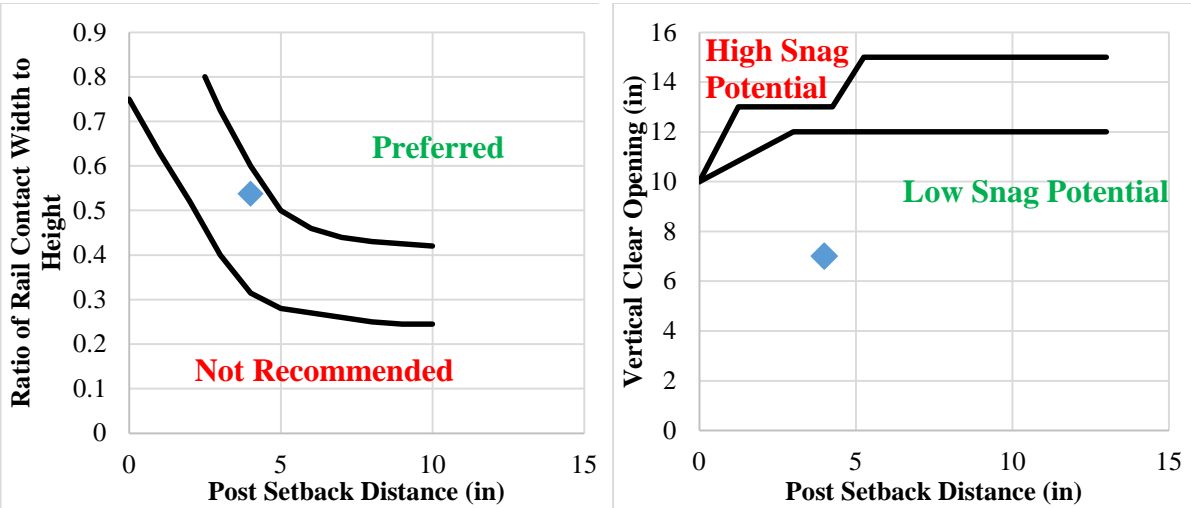 Ratio of Rail Contact Width to
Height
0.9
0.8
0.7
0.6
0.5
0.4
0.3
0.2
0.1
0
Preferred
Not Recommended
0
5
10
15
Post Setback Distance (in)
Vertical Clear Opening (in)
16
14
12
10
8
6
4
2
0
High Snag
Potential
Low Snag Potential
0
5
10
15
Post Setback Distance (in)